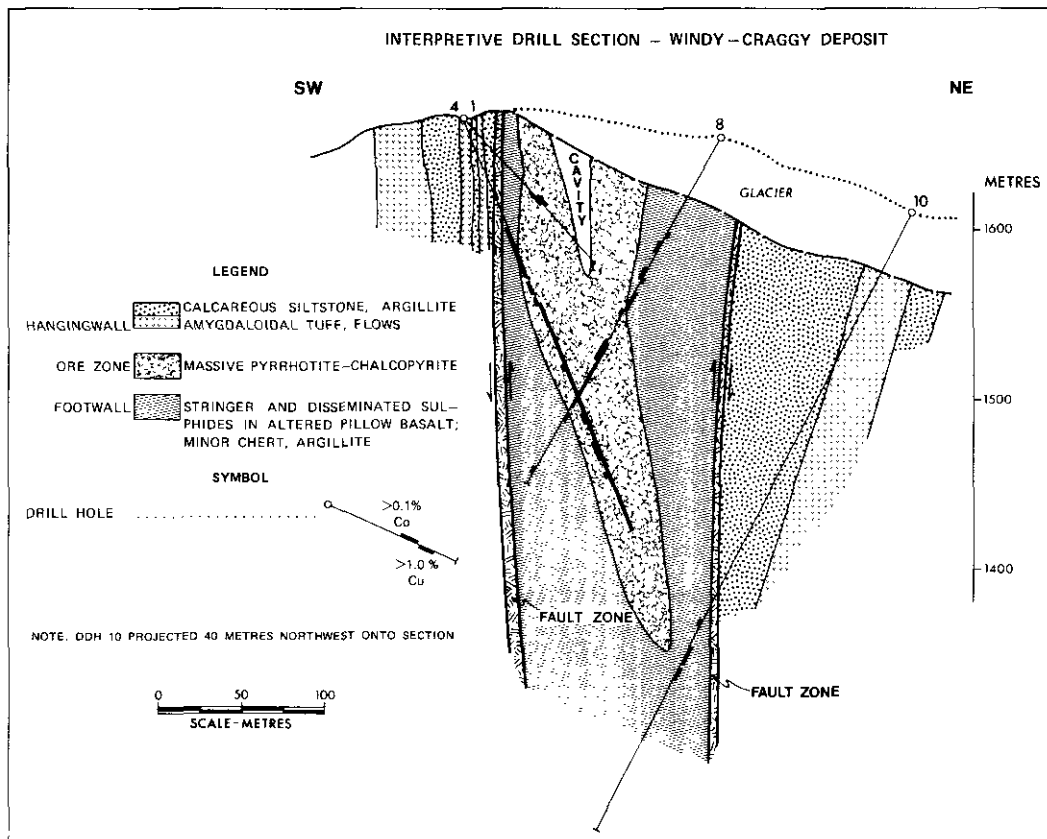 INTERPRETIVE DRILL SECTION – WINDY–CRAGGY DEPOSIT
SW
NE
4 1
8
10
CAVITY
GLACIER
METRES
1600
1500
1400
LEGEND
HANGINGWALL
CALCAREOUS SILTSTONE, ARGILLITE
AMYGDALOIDAL TUFF, FLOWS
ORE ZONE
MASSIVE PYRRHOTITE–CHALCOPYRITE
FOOTWALL
STRINGER AND DISSEMINATED SUL–
PHIDES IN ALTERED PILLOW BASALT;
MINOR CHERT, ARGILLITE
SYMBOL
DRILL HOLE
>0.1%
Co
>1.0 %
Cu
FAULT ZONE
FAULT ZONE
NOTE. DDH 10 PROJECTED 40 METRES NORTHWEST ONTO SECTION
0 50 100
SCALE–METRES